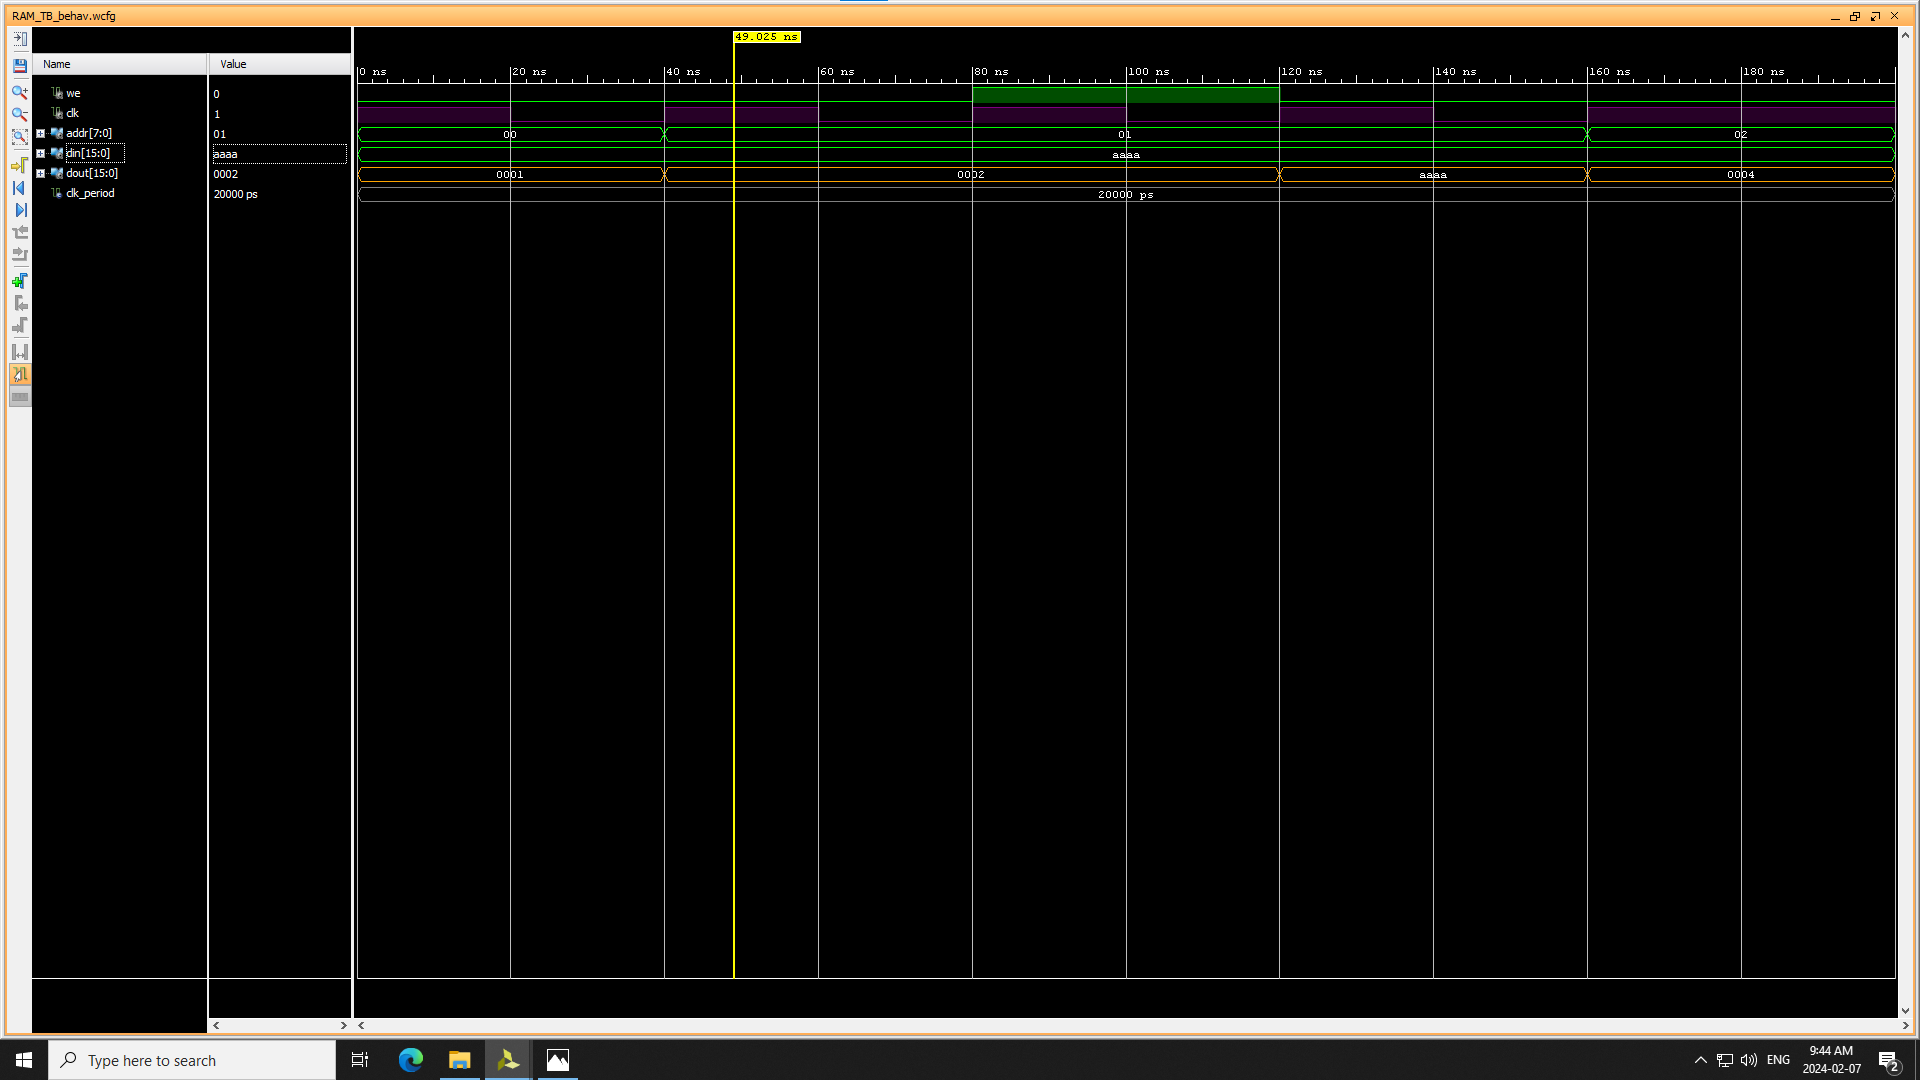 RAM_TB_behav.wcfg
49.025 ns
Name Value
0 ns 20 ns 40 ns 60 ns 80 ns 100 ns 120 ns 140 ns 160 ns 180 ns
we 0
clk 1
addr[7:0] 01 00 01 02
din[15:0] aaaa aaaa
dout[15:0] 0002 0001 0002 aaaa 0004
clk_period 20000 ps 20000 ps
Type here to search
ENG
9:44 AM
2024-02-07
2